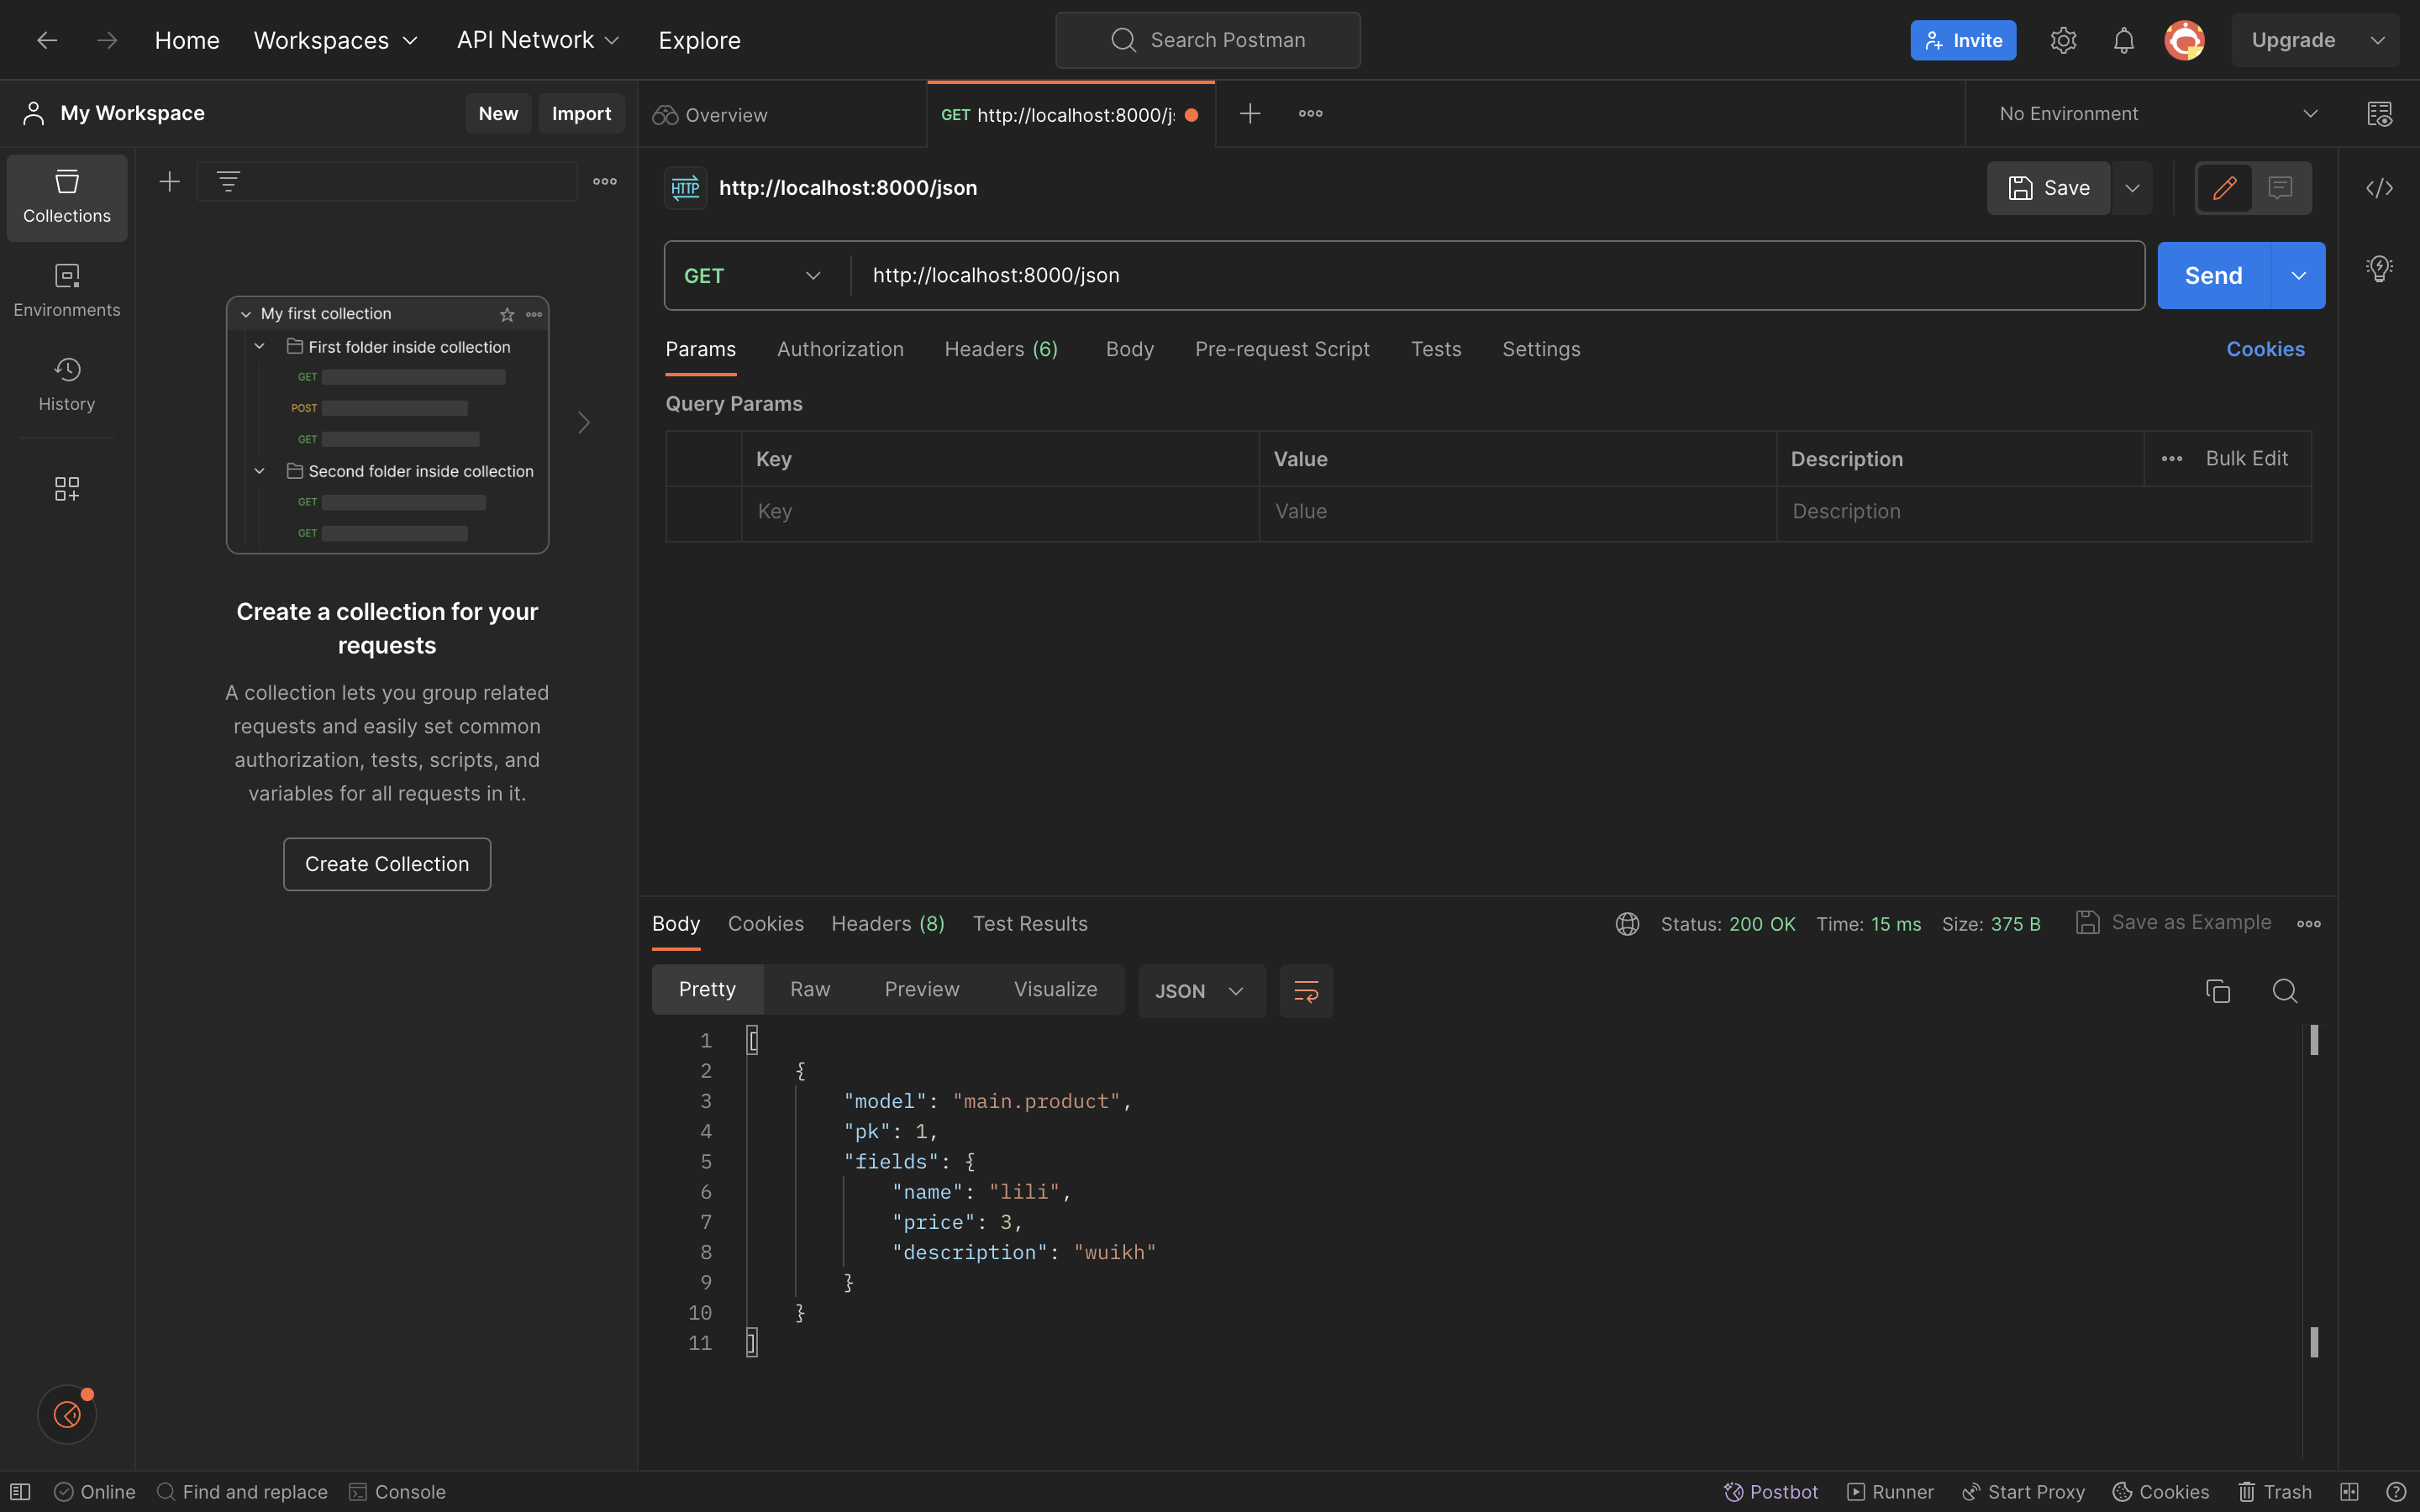 Home Workspaces API Network Explore Search Postman Invite Upgrade
My Workspace New Import Overview GET http://localhost:8000/j No Environment
Collections
Environments
History
My first collection
First folder inside collection
GET
POST
GET
Second folder inside collection
GET
GET
Create a collection for your
requests
A collection lets you group related
requests and easily set common
authorization, tests, scripts, and
variables for all requests in it.
Create Collection
HTTP http://localhost:8000/json Save
GET http://localhost:8000/json Send
Params Authorization Headers (6) Body Pre-request Script Tests Settings Cookies
Query Params
Key Value Description Bulk Edit
Key Value Description
Body Cookies Headers (8) Test Results Status: 200 OK Time: 15 ms Size: 375 B Save as Example
Pretty Raw Preview Visualize JSON
1 [
2 {
3 "model": "main.product",
4 "pk": 1,
5 "fields": {
6 "name": "lili",
7 "price": 3,
8 "description": "wuikh"
9 }
10 }
11 ]
Online Find and replace Console Postbot Runner Start Proxy Cookies Trash